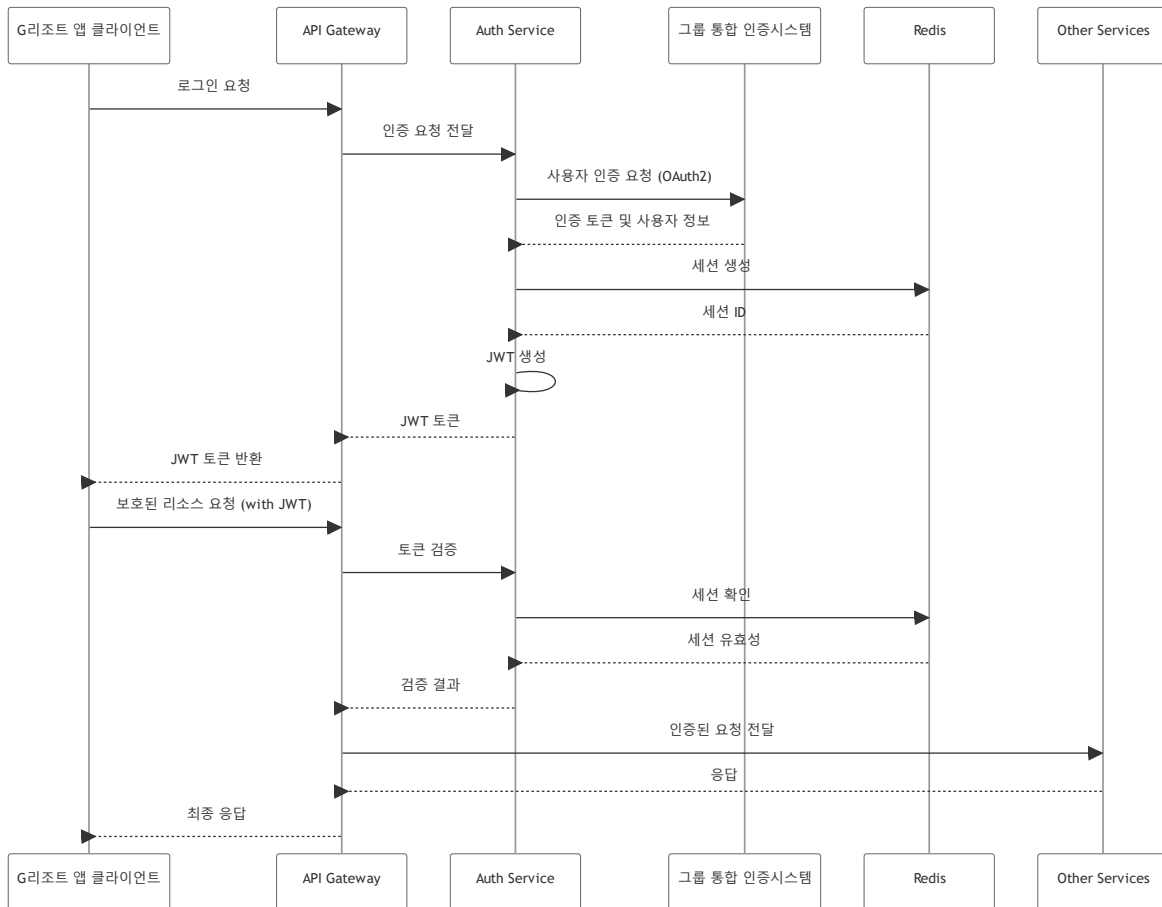 G리조트 앱 클라이언트
API Gateway
Auth Service
그룹 통합 인증시스템
Redis
Other Services
로그인 요청
인증 요청 전달
사용자 인증 요청 (OAuth2)
인증 토큰 및 사용자 정보
세션 생성
세션 ID
JWT 생성
JWT 토큰
JWT 토큰 반환
보호된 리소스 요청 (with JWT)
토큰 검증
세션 확인
세션 유효성
검증 결과
인증된 요청 전달
응답
최종 응답
G리조트 앱 클라이언트
API Gateway
Auth Service
그룹 통합 인증시스템
Redis
Other Services